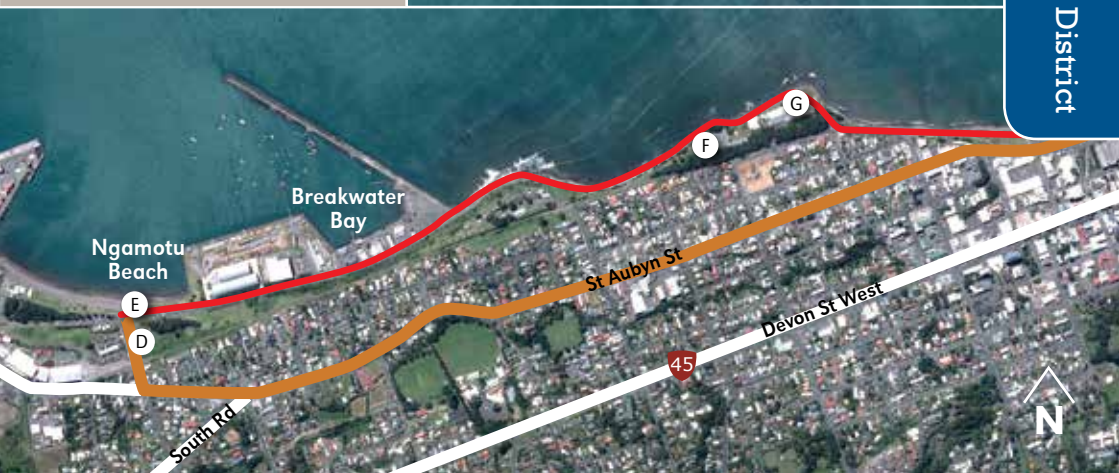 District
Breakwater
Bay
Ngamotu
Beach
E
D
F
G
St Aubyn St
Devon St West
45
South Rd
N